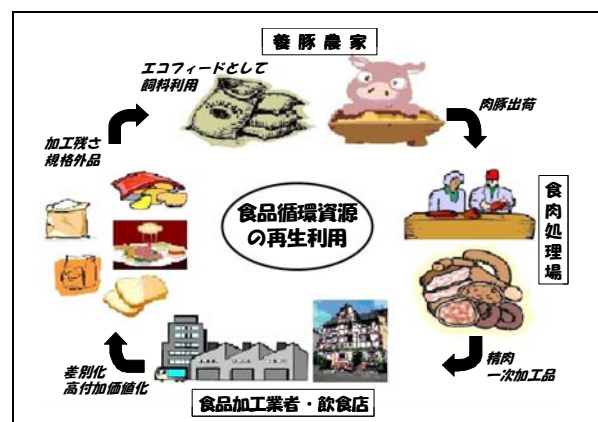 養豚農家
エコフィードとして
飼料利用
肉豚出荷
加工残さ
規格外品
食品循環資源
の再生利用
食肉処理場
差別化
高付加価値化
精肉
一次加工品
食品加工業者・飲食店